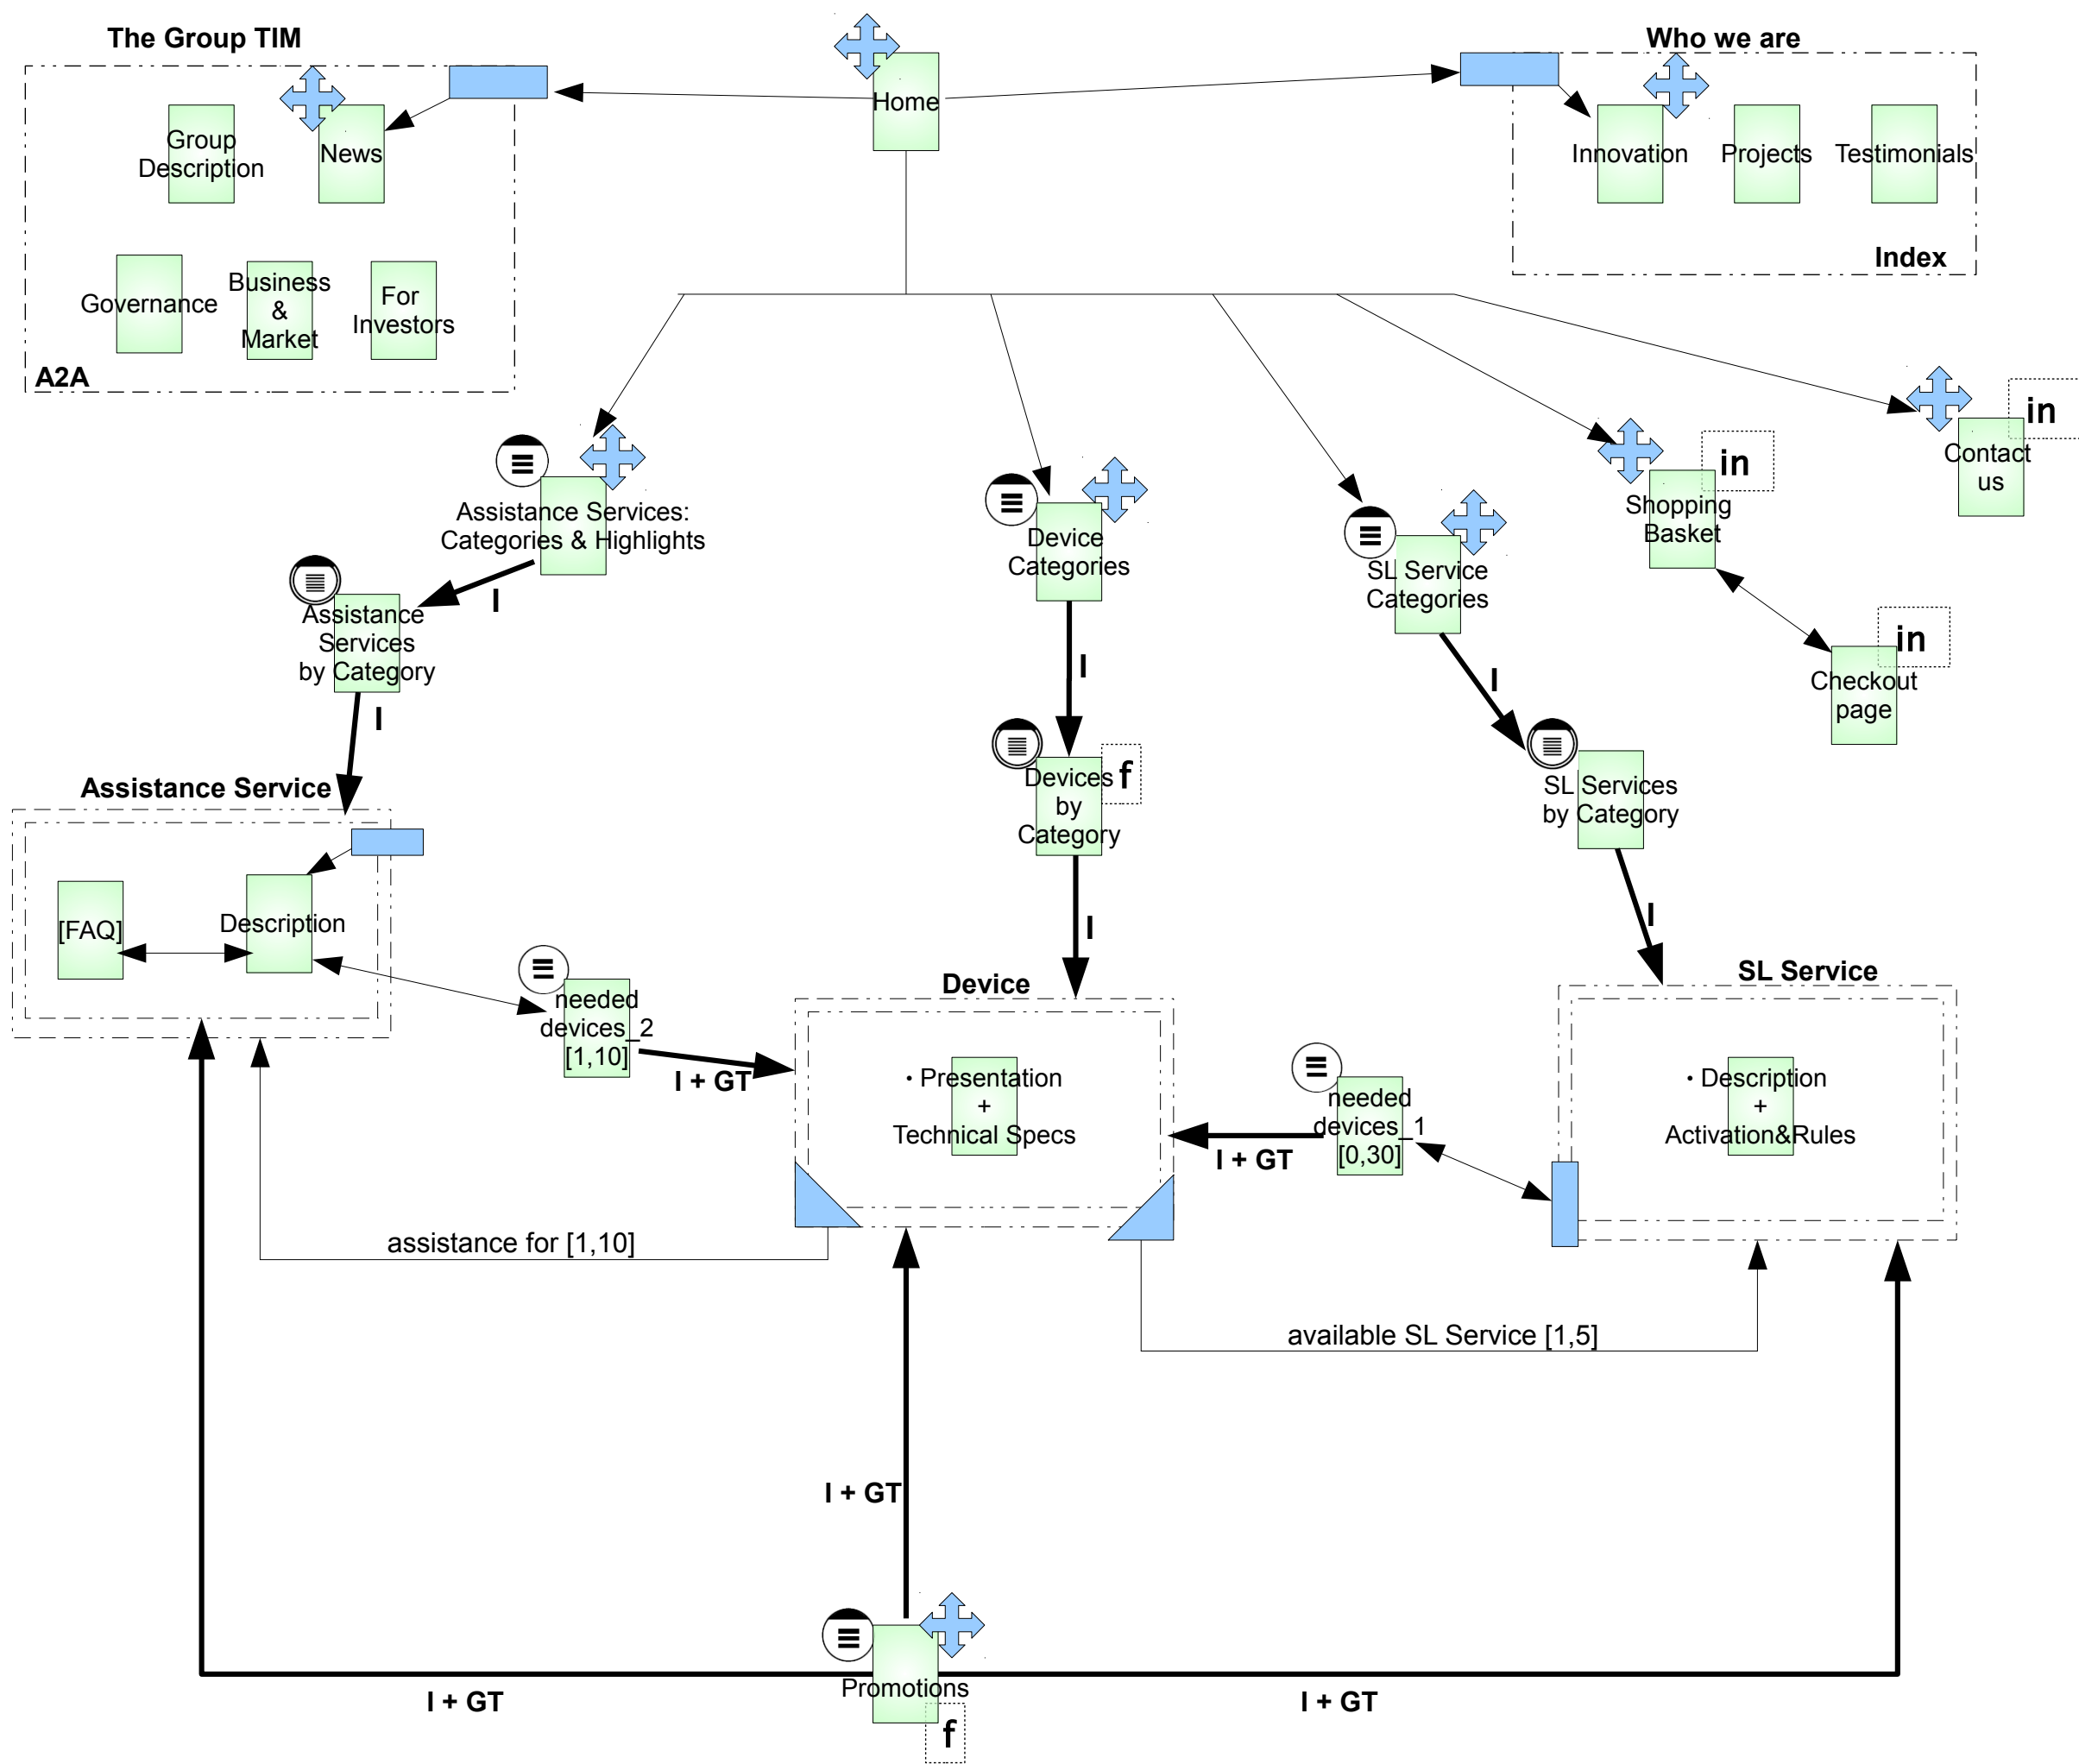 The Group TIM
Who we are
Home
Group
Description
News
Innovation
Projects
Testimonials
Index
Governance
Business
&
Market
For
Investors
A2A
in
Contact
us
in
Shopping
Basket
Assistance Services:
Categories & Highlights
I
Device
Categories
SL Service
Categories
Assistance
Services
by Category
I
I
I
in
Checkout
page
Assistance Service
Devices
by
Category
f
SL Services
by Category
[FAQ]
Description
I
I
needed
devices_2
[1,10]
I + GT
Device
• Presentation
+
Technical Specs
SL Service
• Description
+
Activation&Rules
needed
devices_1
[0,30]
I + GT
assistance for [1,10]
available SL Service [1,5]
I + GT
Promotions
I + GT
I + GT
f